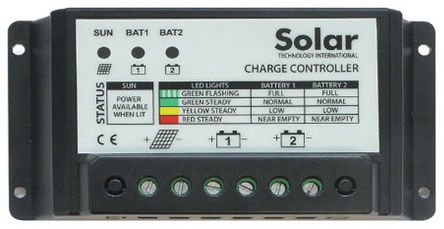 SUN BAT1 BAT2
Solar
TECHNOLOGY INTERNATIONAL
1 2
CHARGE CONTROLLER
STATUS
SUN LED LIGHTS BATTERY 1 BATTERY 2
POWER AVAILABLE WHEN LIT
GREEN FLASHING FULL FULL
GREEN STEADY NORMAL NORMAL
YELLOW STEADY LOW LOW
RED STEADY NEAR EMPTY NEAR EMPTY
CE + - + 1 - + 2 -